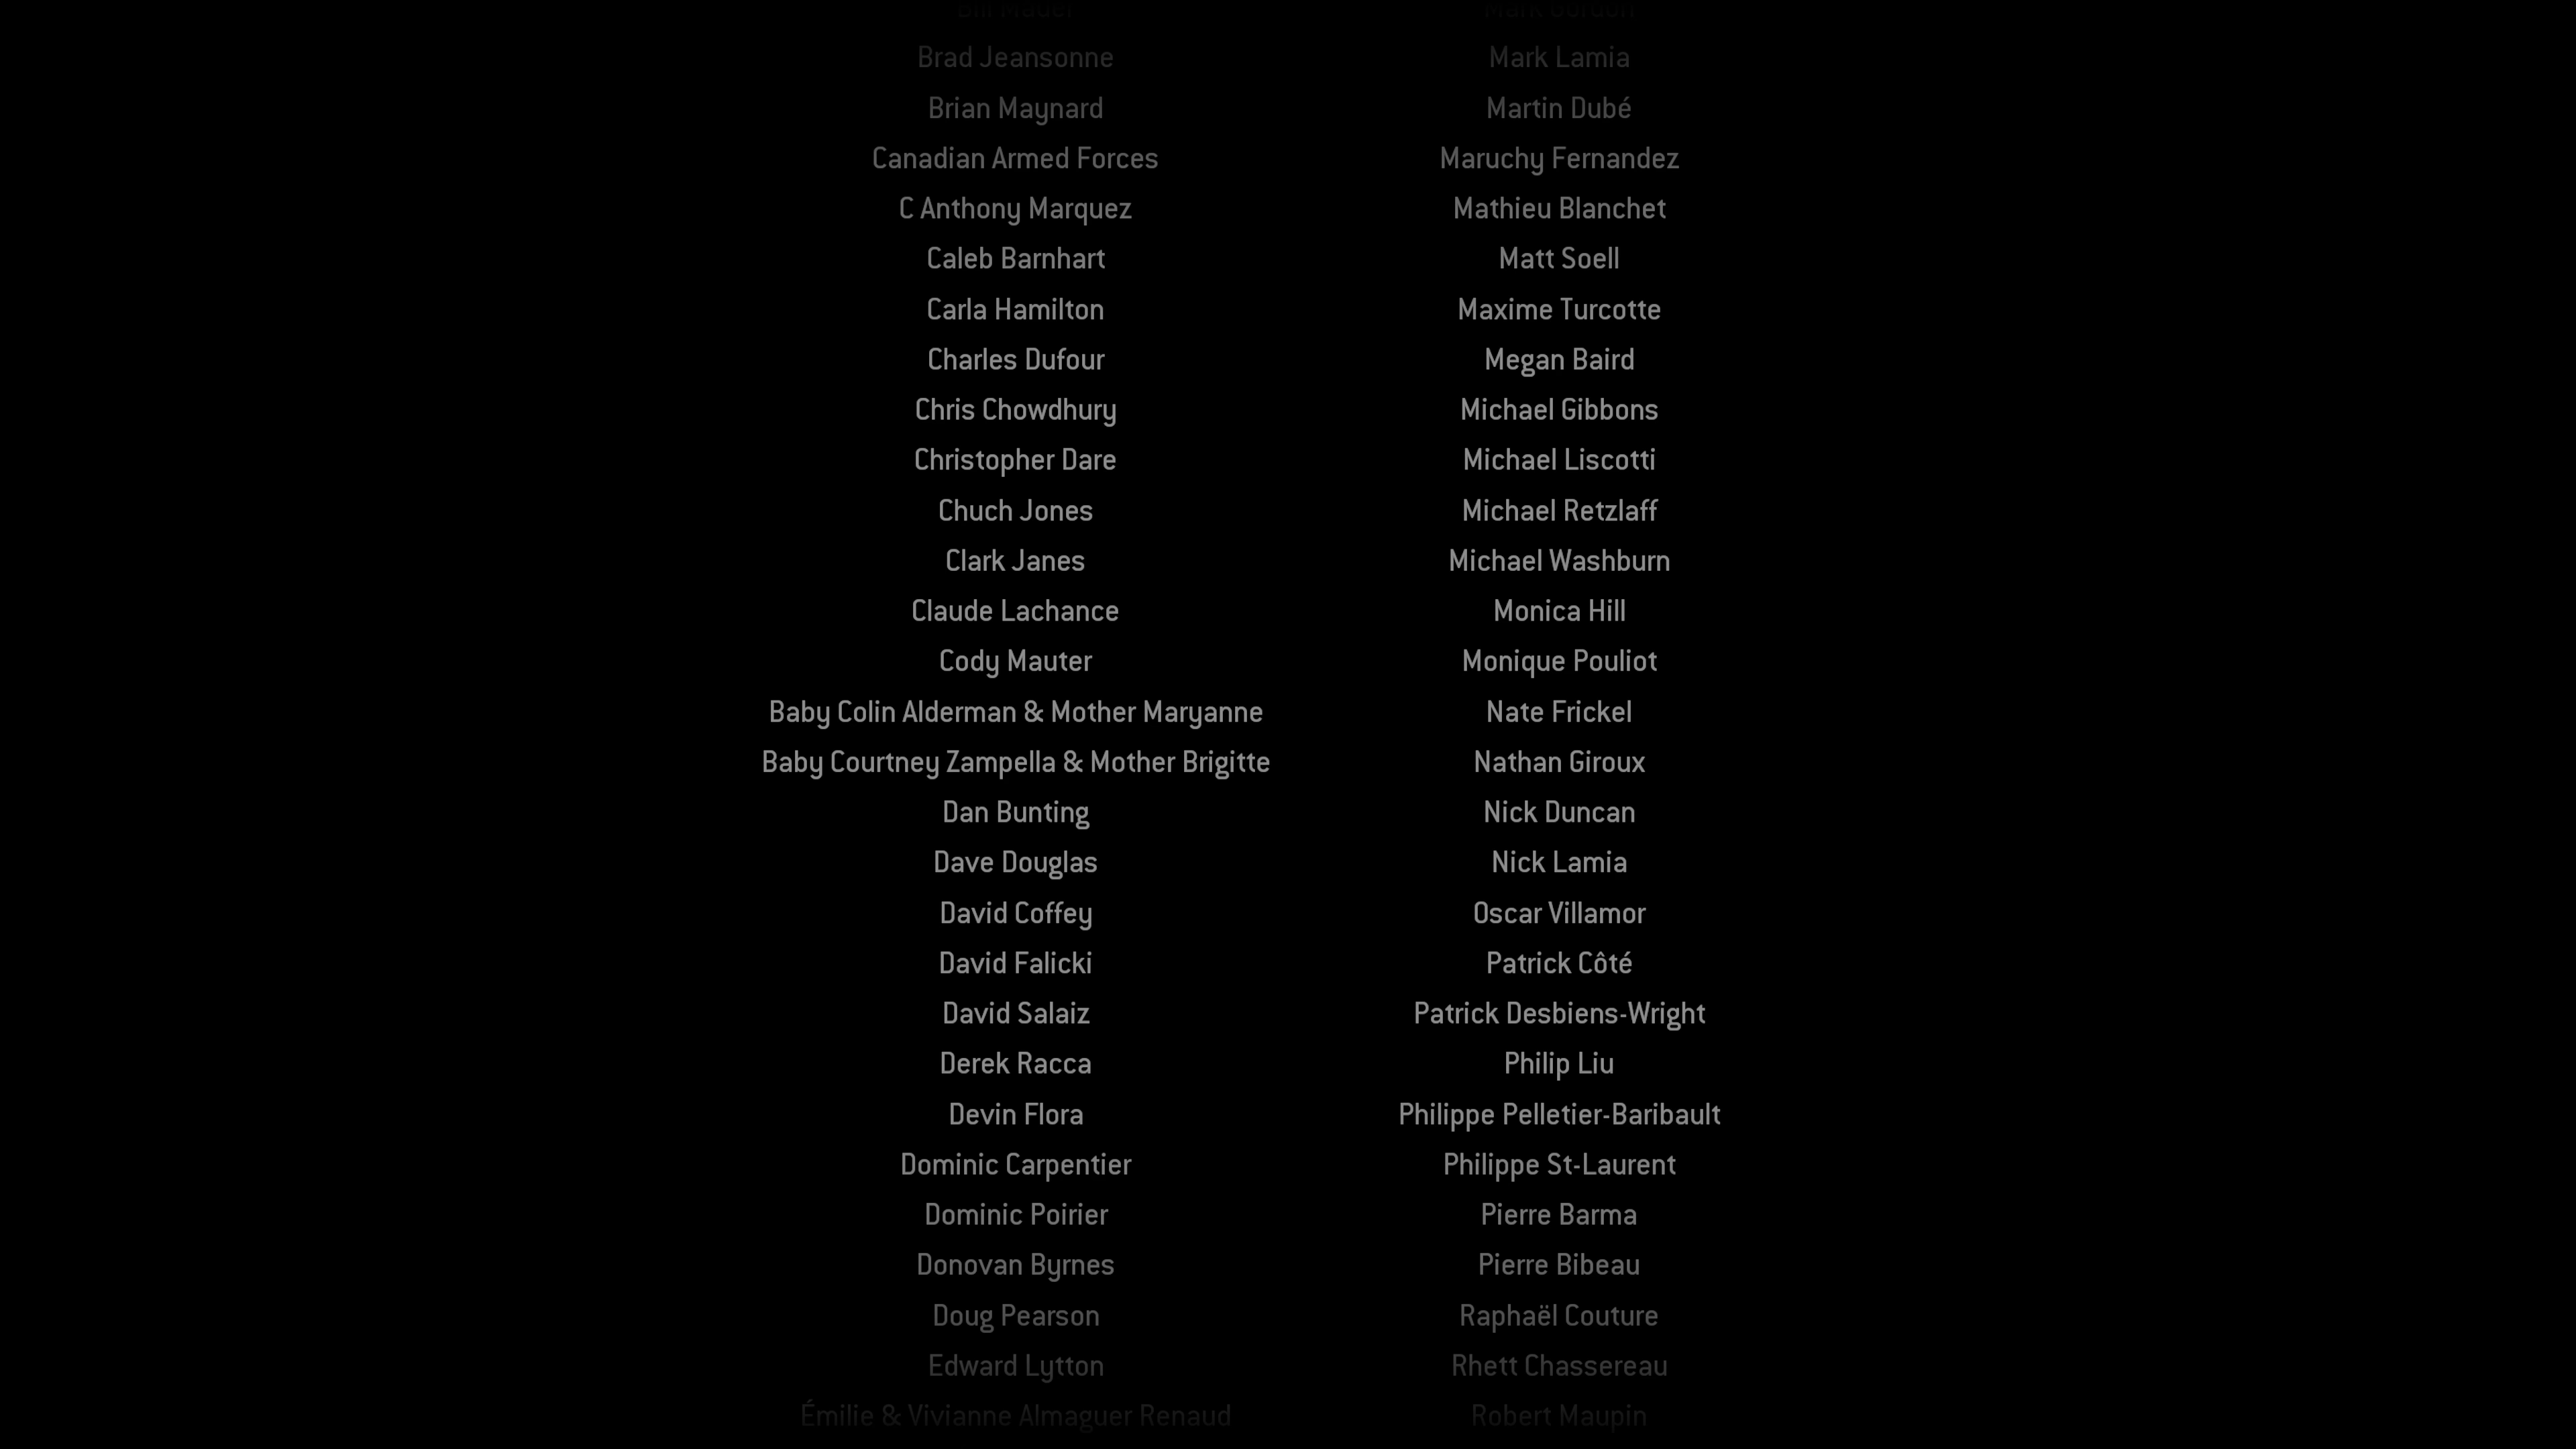 Brad Jeansonne
Brian Maynard
Canadian Armed Forces
C Anthony Marquez
Caleb Barnhart
Carla Hamilton
Charles Dufour
Chris Chowdhury
Christopher Dare
Chuch Jones
Clark Janes
Claude Lachance
Cody Mauter
Baby Colin Alderman & Mother Maryanne
Baby Courtney Zampella & Mother Brigitte
Dan Bunting
Dave Douglas
David Coffey
David Falicki
David Salaiz
Derek Racca
Devin Flora
Dominic Carpentier
Dominic Poirier
Donovan Byrnes
Doug Pearson
Edward Lytton
Émilie & Vivianne Almaguer Renaud
Mark Lamia
Martin Dubé
Maruchy Fernandez
Mathieu Blanchet
Matt Soell
Maxime Turcotte
Megan Baird
Michael Gibbons
Michael Liscotti
Michael Retzlaff
Michael Washburn
Monica Hill
Monique Pouliot
Nate Frickel
Nathan Giroux
Nick Duncan
Nick Lamia
Oscar Villamor
Patrick Côté
Patrick Desbiens-Wright
Philip Liu
Philippe Pelletier-Baribault
Philippe St-Laurent
Pierre Barma
Pierre Bibeau
Raphaël Couture
Rhett Chassereau
Robert Maupin